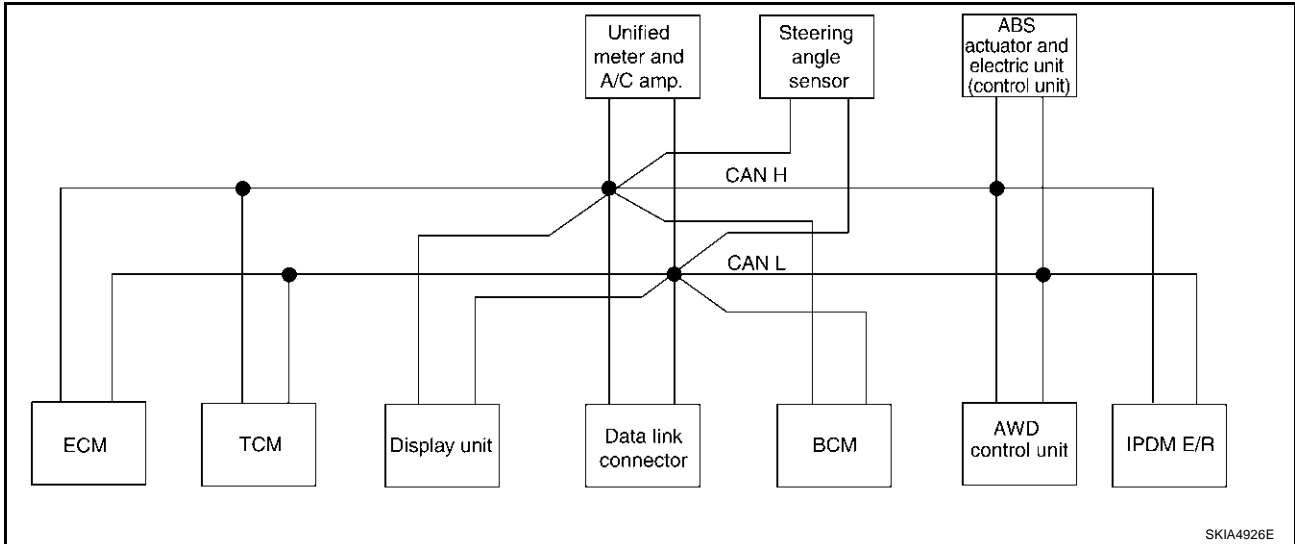 Unified
meter and
A/C amp.
Steering
angle
sensor
ABS
actuator and
electric unit
(control unit)
CAN H
CAN L
ECM
TCM
Display unit
Data link
connector
BCM
AWD
control unit
IPDM E/R
SKIA4926E